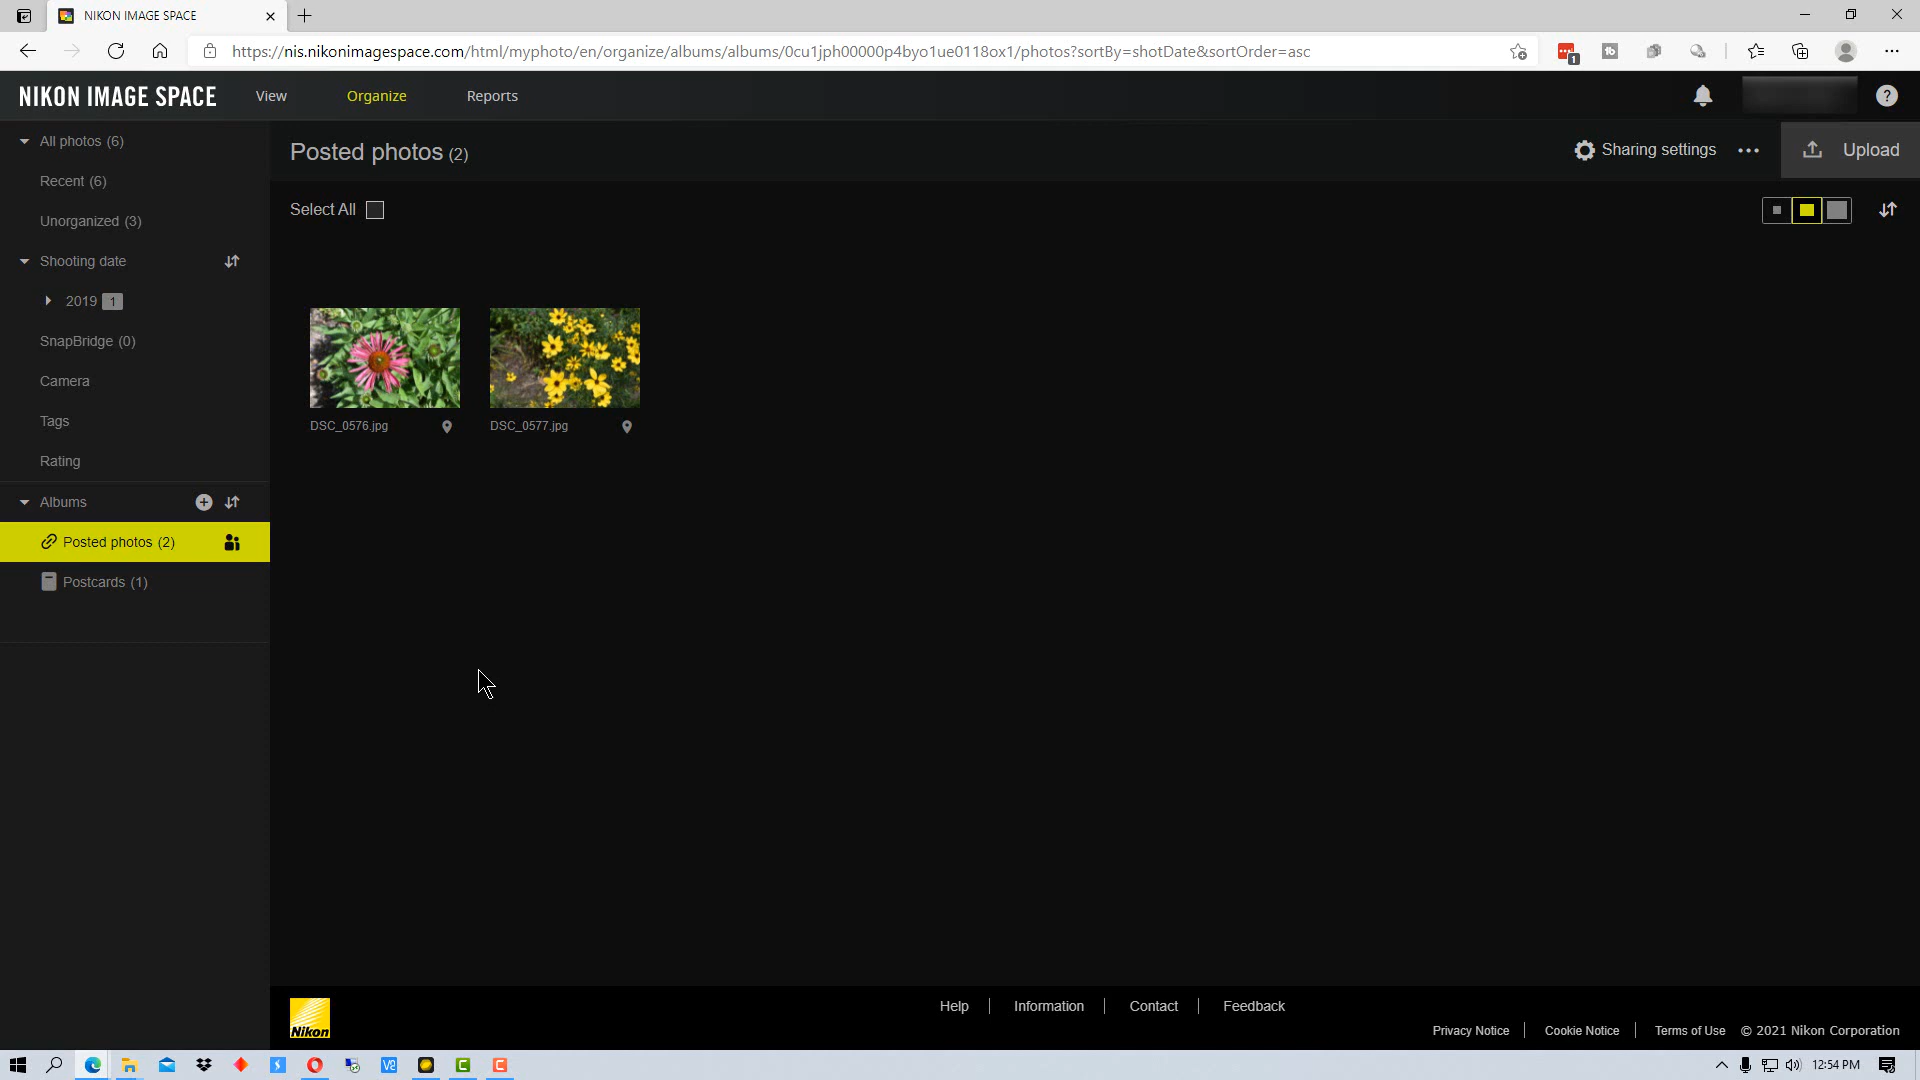 NIKON IMAGE SPACE
https://nis.nikonimagespace.com/html/myphoto/en/organize/albums/albums/0cu1jph00000p4byo1ue0118ox1/photos?sortBy=shotDate&sortOrder=asc
1
NIKON IMAGE SPACE
View
Organize
Reports
?
All photos (6)
Recent (6)
Unorganized (3)
Shooting date
2019 1
SnapBridge (0)
Camera
Tags
Rating
Albums
Posted photos (2)
Postcards (1)
Posted photos (2)
Sharing settings
Upload
Select All
DSC_0576.jpg
DSC_0577.jpg
Nikon
Help
Information
Contact
Feedback
Privacy Notice
Cookie Notice
Terms of Use
© 2021 Nikon Corporation
12:54 PM